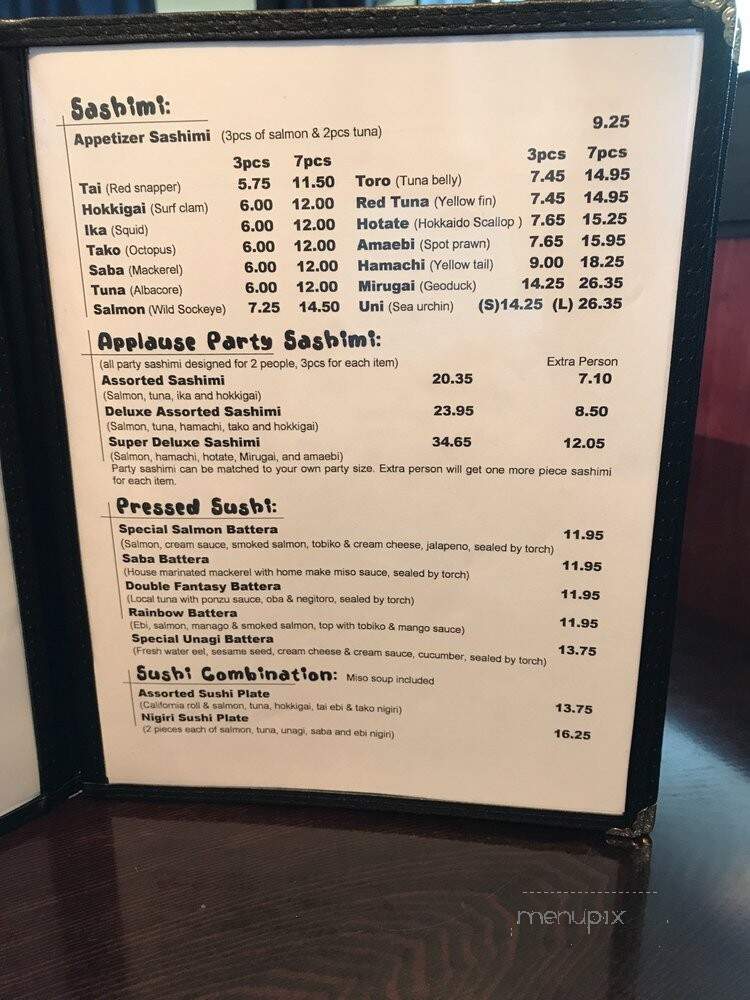 Sashimi:
Appetizer Sashimi (3pcs of salmon & 2pcs tuna) 9.25
3pcs 7pcs 3pcs 7pcs
Tai (Red snapper) 5.75 11.50 Toro (Tuna belly) 7.45 14.95
Hokkigai (Surf clam) 6.00 12.00 Red Tuna (Yellow fin) 7.45 14.95
Ika (Squid) 6.00 12.00 Hotate (Hokkaido Scallop ) 7.65 15.25
Tako (Octopus) 6.00 12.00 Amaebi (Spot prawn) 7.65 15.95
Saba (Mackerel) 6.00 12.00 Hamachi (Yellow tail) 9.00 18.25
Tuna (Albacore) 6.00 12.00 Mirugai (Geoduck) 14.25 26.35
Salmon (Wild Sockeye) 7.25 14.50 Uni (Sea urchin) (S)14.25 (L) 26.35
Applause Party Sashimi:
(all party sashimi designed for 2 people, 3pcs for each item) Extra Person
Assorted Sashimi 20.35 7.10
(Salmon, tuna, ika and hokkigai)
Deluxe Assorted Sashimi 23.95 8.50
(Salmon, tuna, hamachi, tako and hokkigai)
Super Deluxe Sashimi 34.65 12.05
(Salmon, hamachi, hotate, Mirugai, and amaebi)
Party sashimi can be matched to your own party size. Extra person will get one more piece sashimi
for each item.
Pressed Sushi:
Special Salmon Battera 11.95
(Salmon, cream sauce, smoked salmon, tobiko & cream cheese, jalapeno, sealed by torch)
Saba Battera 11.95
(House marinated mackerel with home make miso sauce, sealed by torch)
Double Fantasy Battera 11.95
(Local tuna with ponzu sauce, oba & negitoro, sealed by torch)
Rainbow Battera 11.95
(Ebi, salmon, manago & smoked salmon, top with tobiko & mango sauce)
Special Unagi Battera 13.75
(Fresh water eel, sesame seed, cream cheese & cream sauce, cucumber, sealed by torch)
Sushi Combination: Miso soup included
Assorted Sushi Plate 13.75
(California roll & salmon, tuna, hokkigai, tai ebi & tako nigiri)
Nigiri Sushi Plate 16.25
(2 pieces each of salmon, tuna, unagi, saba and ebi nigiri)
menupix